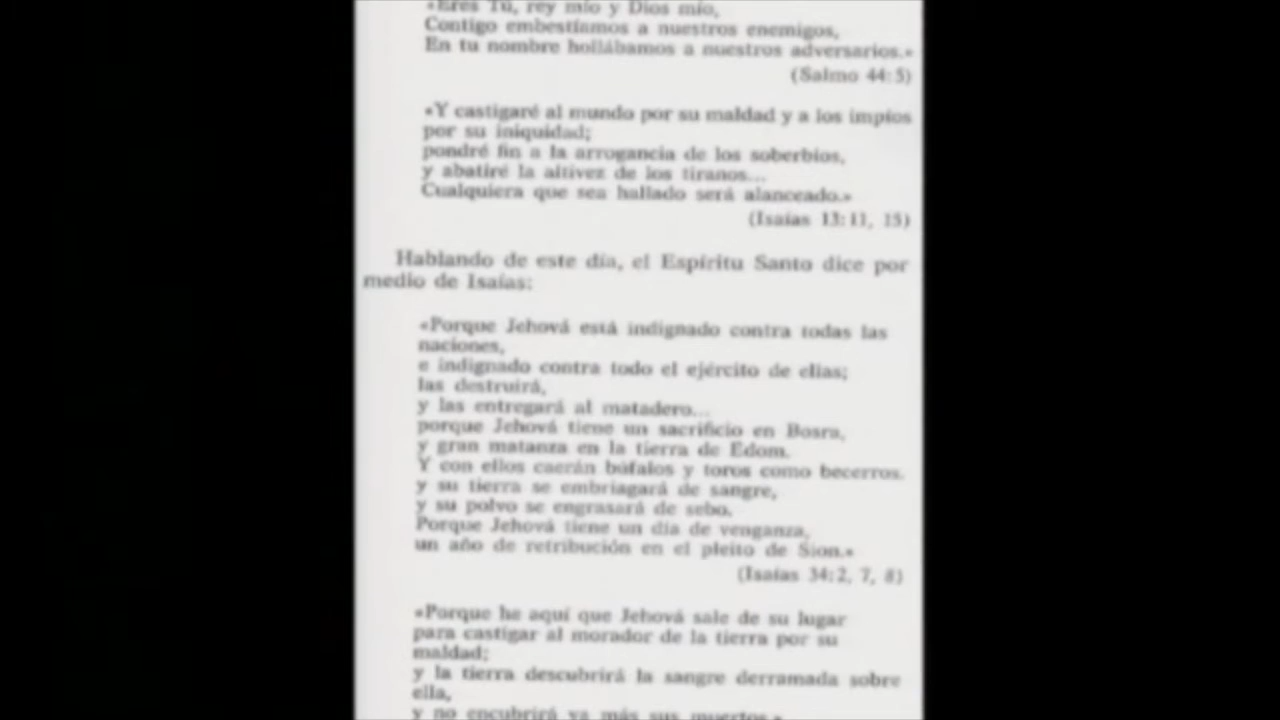 «Eres Tú, rey mío y Dios mío,
Contigo embestíamos a nuestros enemigos,
En tu nombre hollábamos a nuestros adversarios.»
(Salmo 44:5)
«Y castigaré al mundo por su maldad y a los impíos
por su iniquidad;
pondré fin a la arrogancia de los soberbios,
y abatiré la altivez de los tiranos...
Cualquiera que sea hallado será alanceado.»
(Isaías 13:11, 15)
Hablando de este día, el Espíritu Santo dice por
medio de Isaías:
«Porque Jehová está indignado contra todas las
naciones,
e indignado contra todo el ejército de ellas;
las destruirá,
y las entregará al matadero...
porque Jehová tiene un sacrificio en Bosra,
y gran matanza en la tierra de Edom.
Y con ellos caerán búfalos y toros como becerros.
y su tierra se embriagará de sangre,
y su polvo se engrasará de sebo.
Porque Jehová tiene un día de venganza,
un año de retribución en el pleito de Sion.»
(Isaías 34:2, 7, 8)
«Porque he aquí que Jehová sale de su lugar
para castigar al morador de la tierra por su
maldad;
y la tierra descubrirá la sangre derramada sobre
ella,
y no encubrirá ya más sus muertos.»